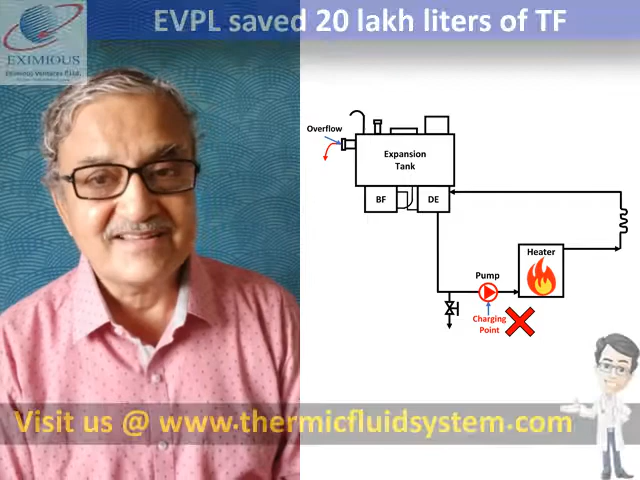 EVPL saved 20 lakh liters of TF
EXIMIOUS
Eximious Ventures P. Ltd.
Overflow
Expansion
Tank
BF
DE
Heater
Pump
Charging
Point
Visit us @ www.thermicfluidsystem.com